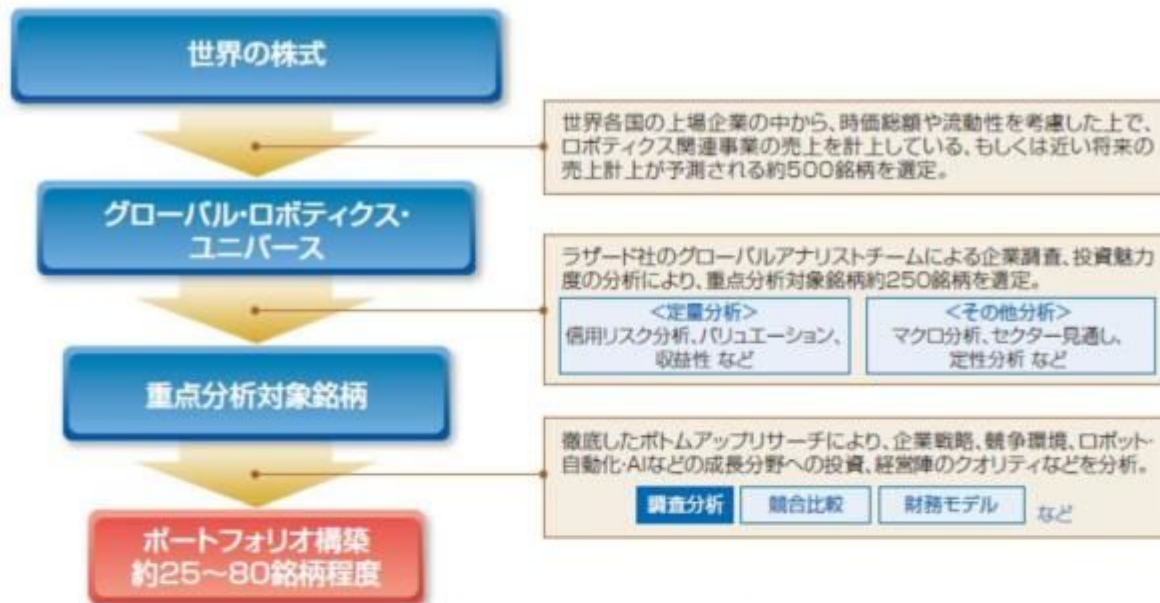 世界の株式
世界各国の上場企業の中から、時価総額や流動性を考慮した上で、
ロボティクス関連事業の売上を計上している、もしくは近い将来の
売上計上が予測される約500銘柄を選定。
グローバル・ロボティクス・
ユニバース
ラザード社のグローバルアナリストチームによる企業調査、投資魅力
度の分析により、重点分析対象銘柄約250銘柄を選定。
<定量分析>
信用リスク分析、バリュエーション、
収益性 など
<その他分析>
マクロ分析、セクター見通し、
定性分析 など
重点分析対象銘柄
徹底したボトムアップリサーチにより、企業戦略、競争環境、ロボット・
自動化・AIなどの成長分野への投資、経営陣のクオリティなどを分析。
調査分析
競合比較
財務モデル
など
ポートフォリオ構築
約25～80銘柄程度